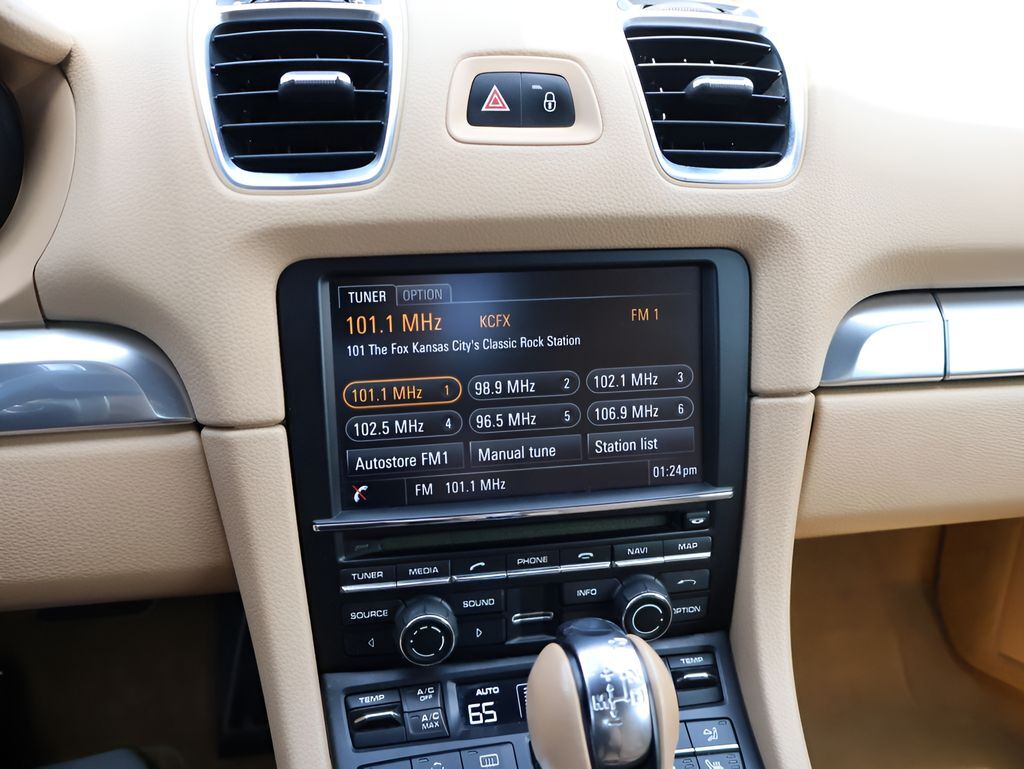 TUNER OPTION
101.1 MHz KCFX FM 1
101 The Fox Kansas City's Classic Rock Station
101.1 MHz 1 98.9 MHz 2 102.1 MHz 3
102.5 MHz 4 96.5 MHz 5 106.9 MHz 6
Autostore FM1 Manual tune Station list
FM 101.1 MHz 01:24pm
TUNER MEDIA PHONE NAVI MAP
SOURCE SOUND INFO OPTION
TEMP A/C OFF AUTO TEMP
A/C MAX 65